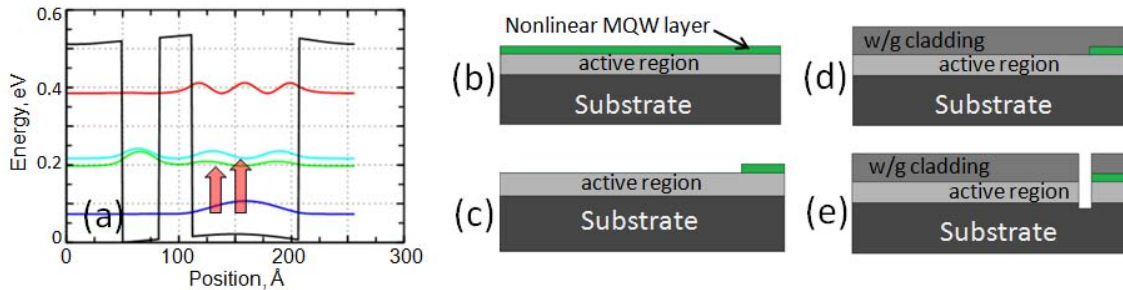 0.6
0.4
0.2
0
Energy, eV
(a)
0 100 200 300
Position, Å
Nonlinear MQW layer
(b)
active region
Substrate
(c)
active region
Substrate
(d)
w/g cladding
active region
Substrate
(e)
w/g cladding
active region
Substrate